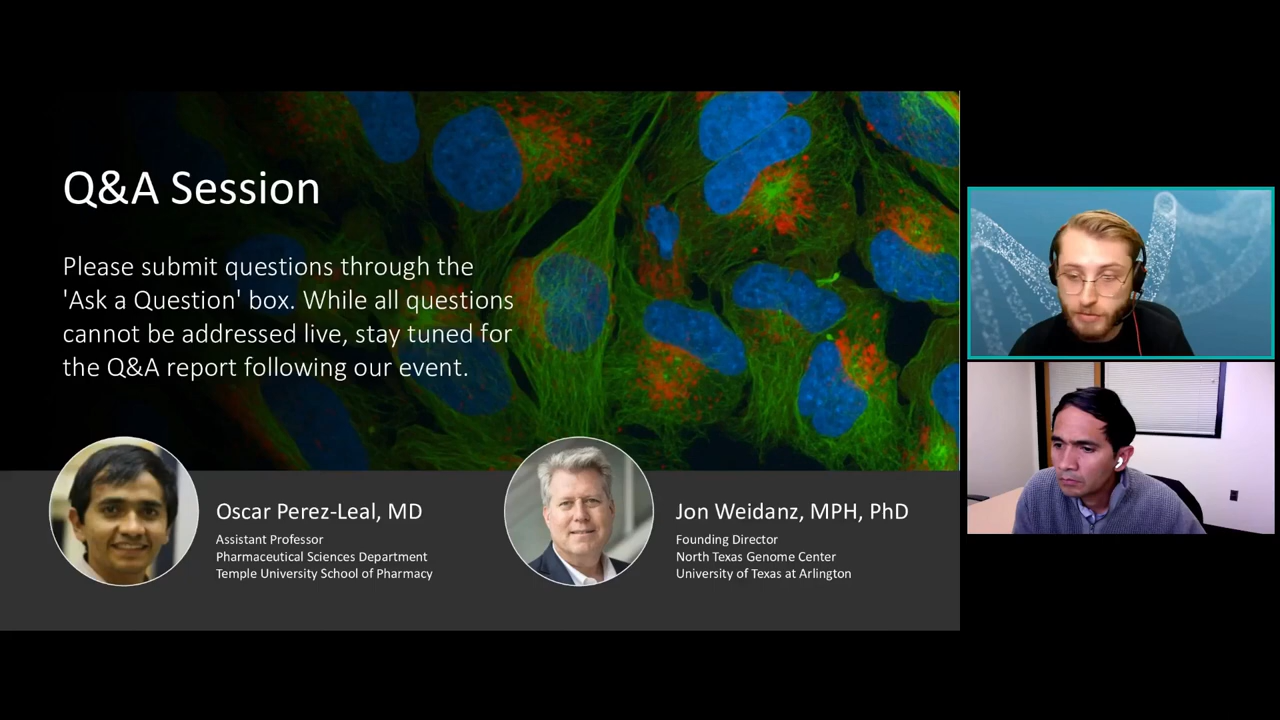 Q&A Session
Please submit questions through the
'Ask a Question' box. While all questions
cannot be addressed live, stay tuned for
the Q&A report following our event.
Oscar Perez-Leal, MD
Assistant Professor
Pharmaceutical Sciences Department
Temple University School of Pharmacy
Jon Weidanz, MPH, PhD
Founding Director
North Texas Genome Center
University of Texas at Arlington